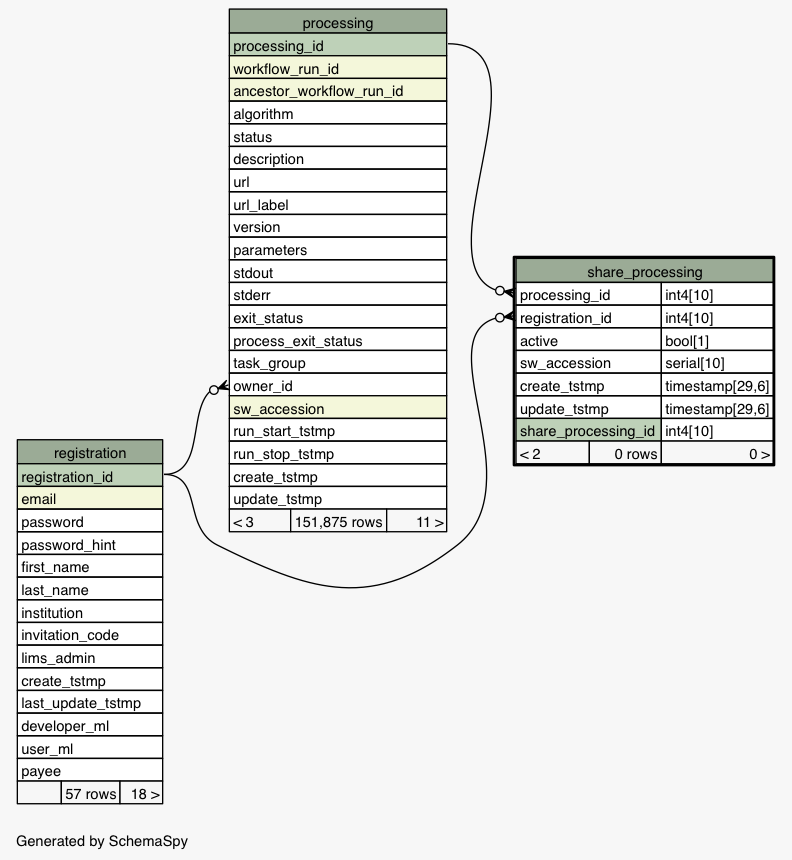 processing
processing_id
workflow_run_id
ancestor_workflow_run_id
algorithm
status
description
url
url_label
version
parameters
stdout
stderr
exit_status
process_exit_status
task_group
owner_id
sw_accession
run_start_tstmp
run_stop_tstmp
create_tstmp
update_tstmp
< 3 151,875 rows 11 >
share_processing
processing_id int4[10]
registration_id int4[10]
active bool[1]
sw_accession serial[10]
create_tstmp timestamp[29,6]
update_tstmp timestamp[29,6]
share_processing_id int4[10]
< 2 0 rows 0 >
registration
registration_id
email
password
password_hint
first_name
last_name
institution
invitation_code
lims_admin
create_tstmp
last_update_tstmp
developer_ml
user_ml
payee
57 rows 18 >
Generated by SchemaSpy